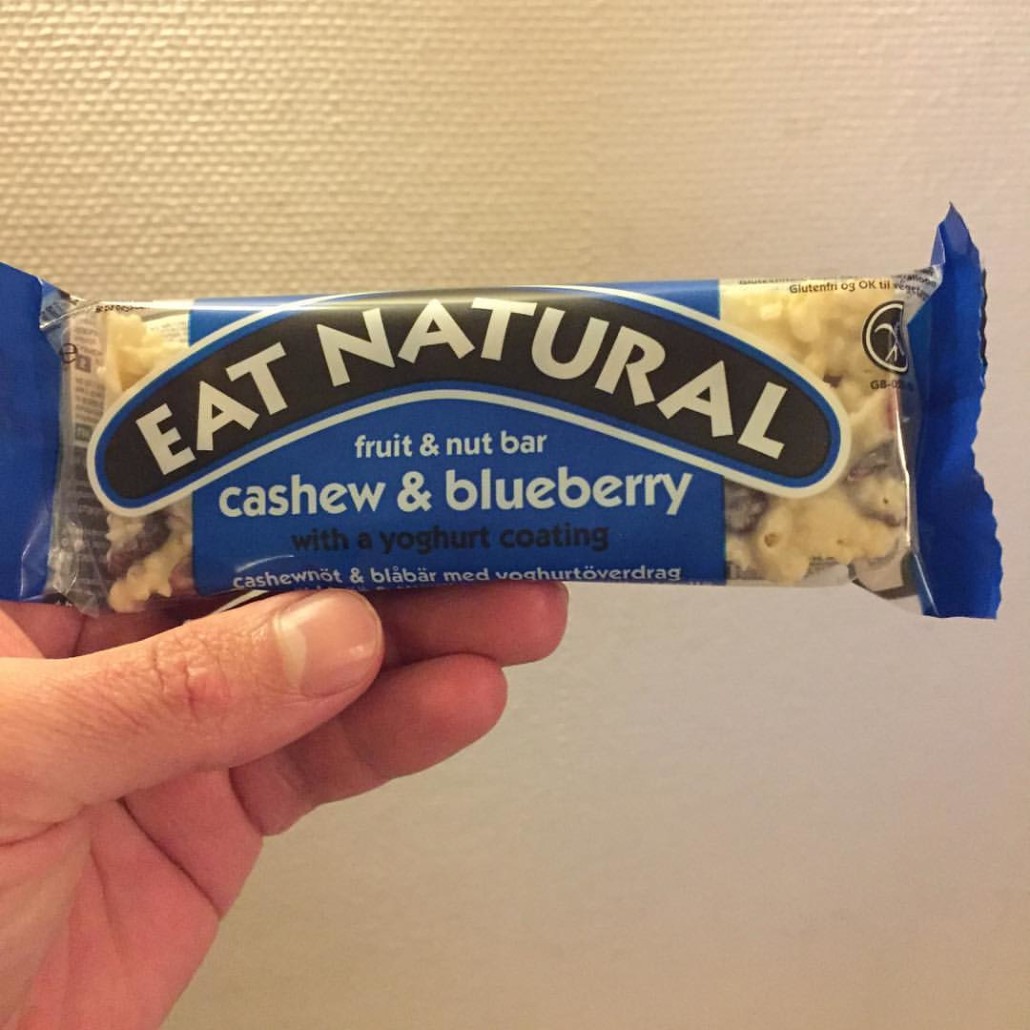 EAT NATURAL
fruit & nut bar
cashew & blueberry
with a yoghurt coating
cashewnöt & blåbär med yoghurtöverdrag
Glutenfri og OK til
e